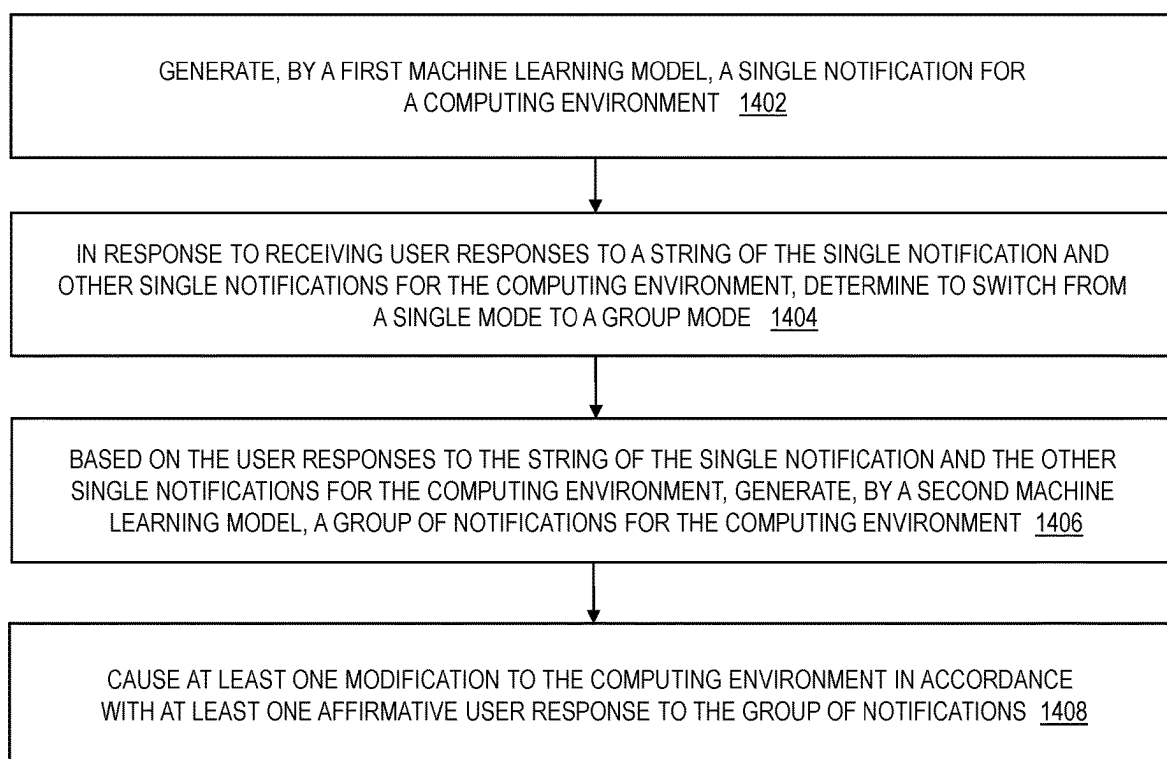 GENERATE, BY A FIRST MACHINE LEARNING MODEL, A SINGLE NOTIFICATION FOR
A COMPUTING ENVIRONMENT 1402
IN RESPONSE TO RECEIVING USER RESPONSES TO A STRING OF THE SINGLE NOTIFICATION AND
OTHER SINGLE NOTIFICATIONS FOR THE COMPUTING ENVIRONMENT, DETERMINE TO SWITCH FROM
A SINGLE MODE TO A GROUP MODE 1404
BASED ON THE USER RESPONSES TO THE STRING OF THE SINGLE NOTIFICATION AND THE OTHER
SINGLE NOTIFICATIONS FOR THE COMPUTING ENVIRONMENT, GENERATE, BY A SECOND MACHINE
LEARNING MODEL, A GROUP OF NOTIFICATIONS FOR THE COMPUTING ENVIRONMENT 1406
CAUSE AT LEAST ONE MODIFICATION TO THE COMPUTING ENVIRONMENT IN ACCORDANCE
WITH AT LEAST ONE AFFIRMATIVE USER RESPONSE TO THE GROUP OF NOTIFICATIONS 1408